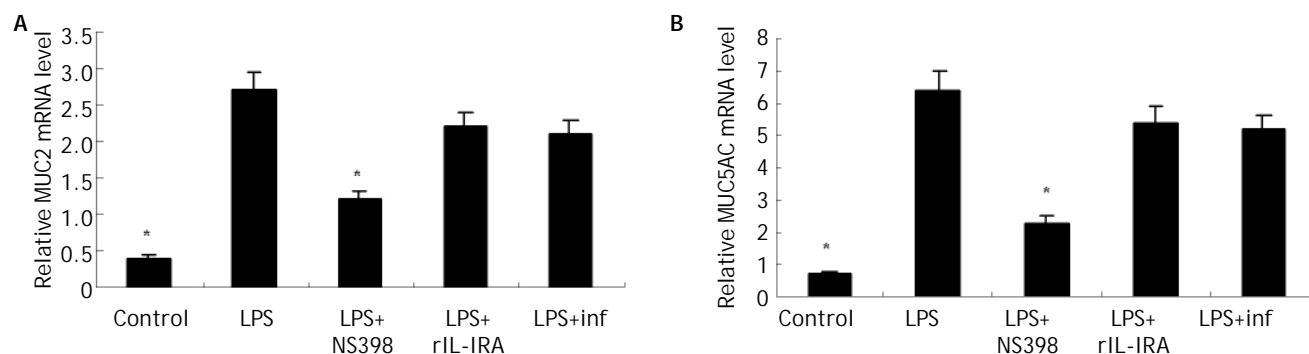 A
Relative MUC2 mRNA level
3.5
3.0
2.5
2.0
1.5
1.0
0.5
0
*
*
Control
LPS
LPS+
NS398
LPS+
rIL-IRA
LPS+inf
B
Relative MUC5AC mRNA level
8
7
6
5
4
3
2
1
0
*
*
Control
LPS
LPS+
NS398
LPS+
rIL-IRA
LPS+inf